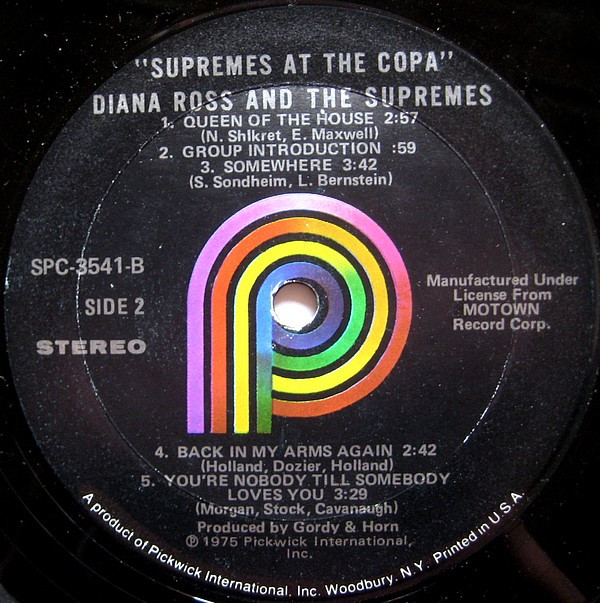 "SUPREMES AT THE COPA"
DIANA ROSS AND THE SUPREMES
1. QUEEN OF THE HOUSE 2:57
(N. Shlkret, E. Maxwell)
2. GROUP INTRODUCTION :59
3. SOMEWHERE 3:42
(S. Sondheim, L. Bernstein)
SPC-3541-B
SIDE 2
STEREO
Manufactured Under
License From
MOTOWN
Record Corp.
4. BACK IN MY ARMS AGAIN 2:42
(Holland, Dozier, Holland)
5. YOU'RE NOBODY TILL SOMEBODY
LOVES YOU 3:29
(Morgan, Stock, Cavanaugh)
Produced by Gordy & Horn
℗ 1975 Pickwick International,
Inc.
A product of Pickwick International, Inc. Woodbury, N.Y. Printed in U.S.A.